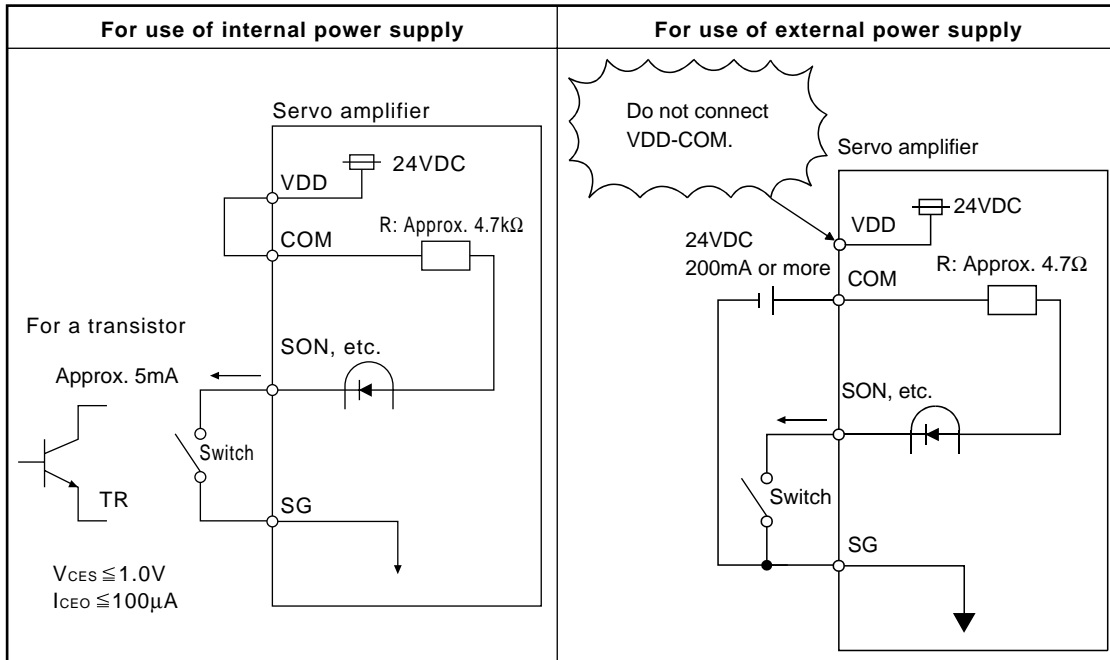 For use of internal power supply
For use of external power supply
Servo amplifier
24VDC
VDD
R: Approx. 4.7kΩ
COM
For a transistor
SON, etc.
Approx. 5mA
Switch
TR
SG
VCES ≦1.0V
ICEO ≦100μA
Do not connect
VDD-COM.
Servo amplifier
24VDC
VDD
24VDC
200mA or more
R: Approx. 4.7Ω
COM
SON, etc.
Switch
SG